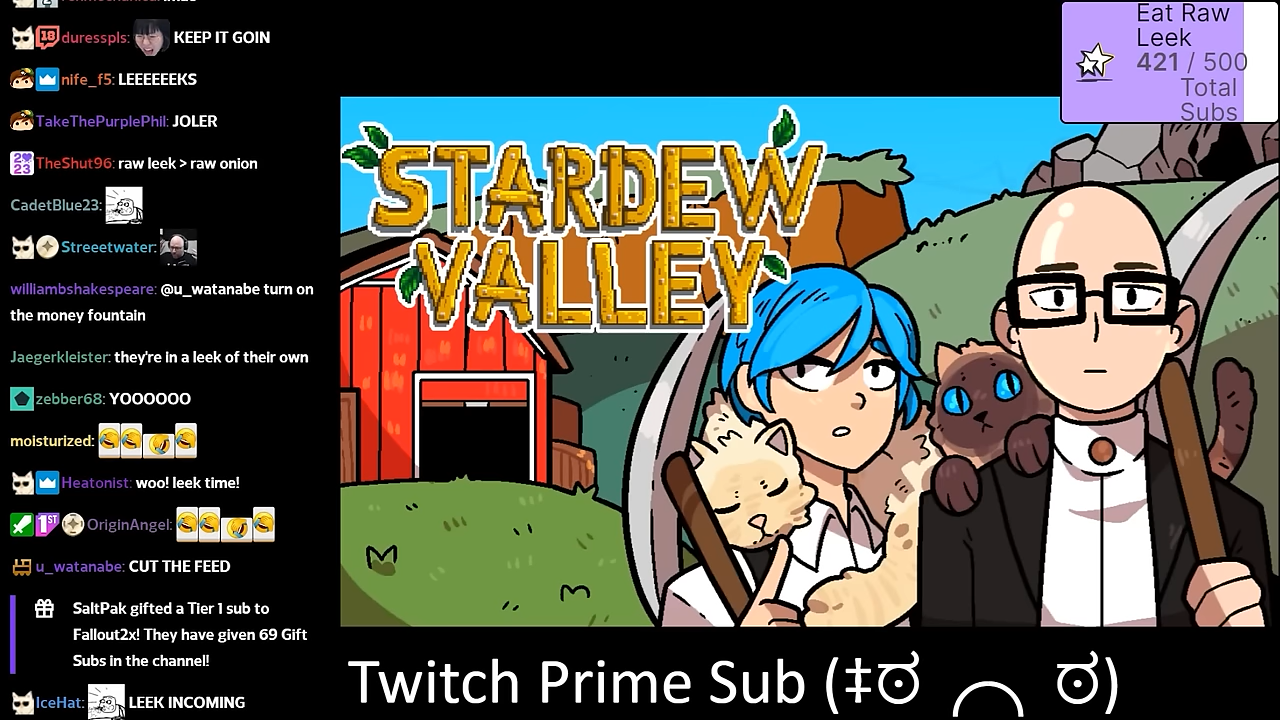 duresspls: KEEP IT GOIN
nife_f5: LEEEEEEKS
TakeThePurplePhil: JOLER
TheShut96: raw leek > raw onion
CadetBlue23:
Streeetwater:
williambshakespeare: @u_watanabe turn on
the money fountain
Jaegerkleister: they're in a leek of their own
zebber68: YOOOOOO
moisturized:
Heatonist: woo! leek time!
1ST OriginAngel:
u_watanabe: CUT THE FEED
SaltPak gifted a Tier 1 sub to
Fallout2x! They have given 69 Gift
Subs in the channel!
IceHat: LEEK INCOMING
Eat Raw
Leek
421 / 500
Total
Subs
STARDEW
VALLEY
Twitch Prime Sub (‡ಠ ╭╮ ಠ)